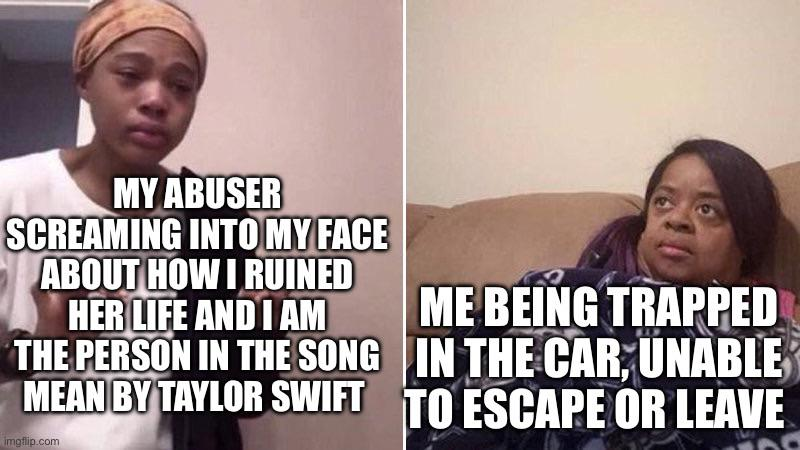 MY ABUSER
SCREAMING INTO MY FACE
ABOUT HOW I RUINED
HER LIFE AND I AM
THE PERSON IN THE SONG
MEAN BY TAYLOR SWIFT
ME BEING TRAPPED
IN THE CAR, UNABLE
TO ESCAPE OR LEAVE
imgflip.com